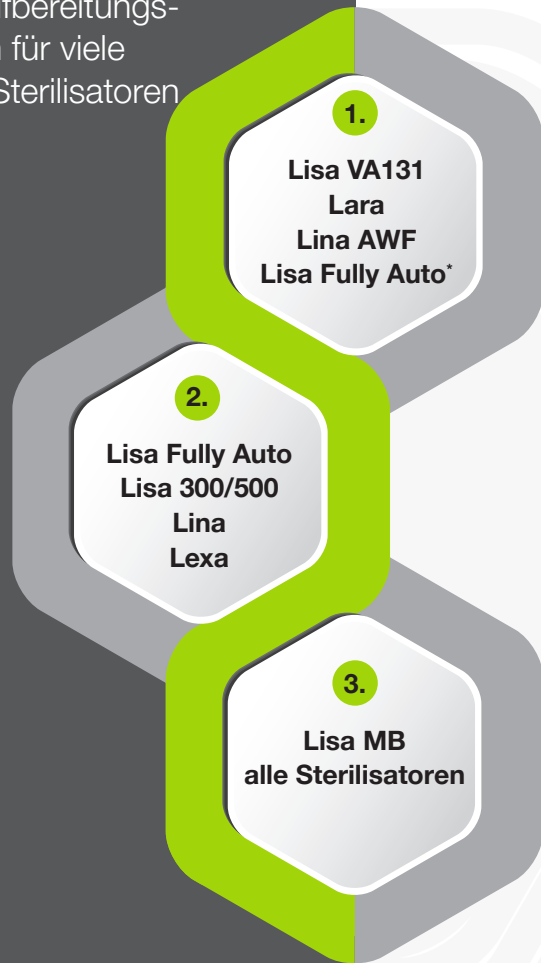 für viele
Sterilisatoren
1.
Lisa VA131
Lara
Lina AWF
Lisa Fully Auto*
2.
Lisa Fully Auto
Lisa 300/500
Lina
Lexa
3.
Lisa MB
alle Sterilisatoren